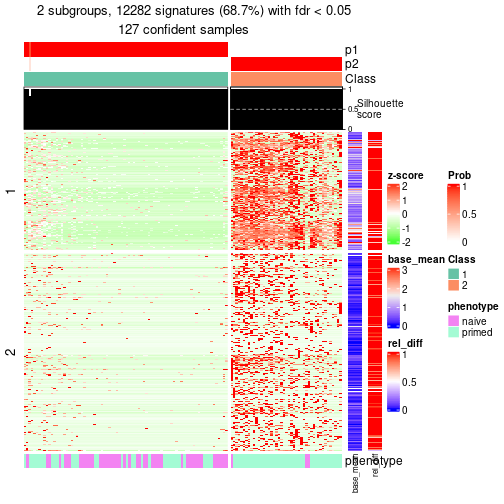 2 subgroups, 12282 signatures (68.7%) with fdr < 0.05
127 confident samples
p1
p2
Class
1
0.5
0
Silhouette
score
1
2
z-score
2
1
0
-1
-2
Prob
1
0.5
0
base_mean
3
2
1
0
Class
1
2
phenotype
naive
primed
rel_diff
1
0.5
0
phenotype